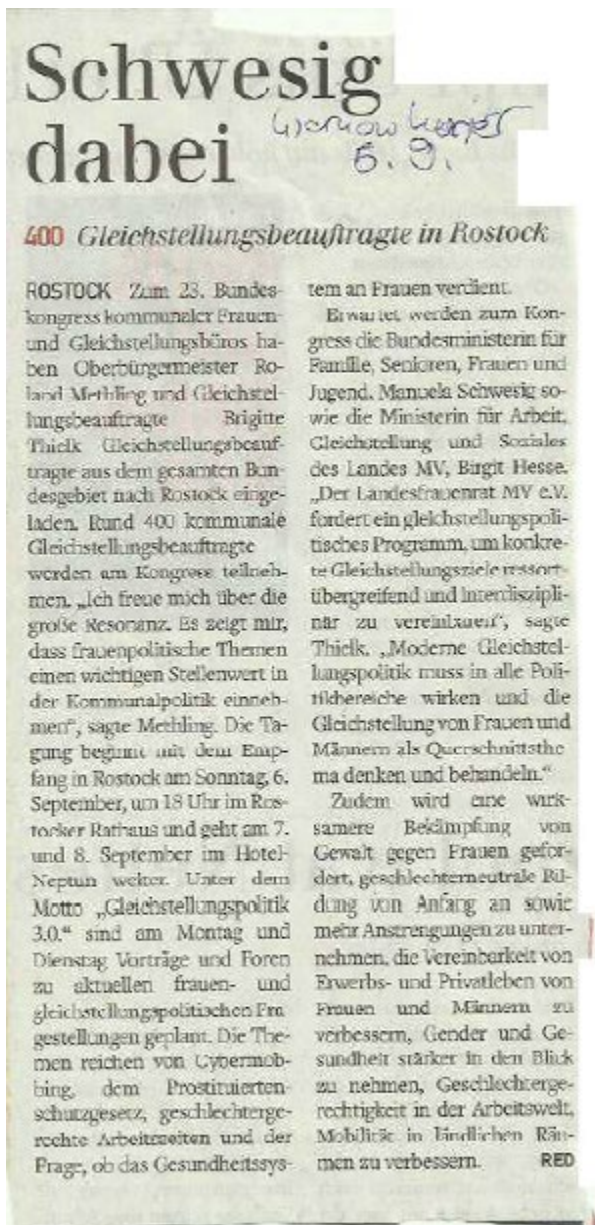 Schwesig
dabei
Warnow Kurier
6. 9.
400 Gleichstellungsbeauftragte in Rostock
ROSTOCK Zum 23. Bundes-
kongress kommunaler Frauen-
und Gleichstellungsbüros ha-
ben Oberbürgermeister Ro-
land Methling und Gleichstel-
lungsbeauftragte Brigitte
Thielk Gleichstellungsbeauf-
tragte aus dem gesamten Bun-
desgebiet nach Rostock einge-
laden. Rund 400 kommunale
Gleichstellungsbeauftragte
werden am Kongress teilneh-
men. „Ich freue mich über die
große Resonanz. Es zeigt mir,
dass frauenpolitische Themen
einen wichtigen Stellenwert in
der Kommunalpolitik einneh-
men“, sagte Methling. Die Ta-
gung beginnt mit dem Emp-
fang in Rostock am Sonntag, 6.
September, um 18 Uhr im Ros-
tocker Rathaus und geht am 7.
und 8. September im Hotel
Neptun weiter. Unter dem
Motto „Gleichstellungspolitik
3.0.“ sind am Montag und
Dienstag Vorträge und Foren
zu aktuellen frauen- und
gleichstellungspolitischen Fra
gestellungen geplant. Die The-
men reichen von Cybermob-
bing, dem Prostituierten-
schutzgesetz, geschlechterge-
rechte Arbeitszeiten und der
Frage, ob das Gesundheitssys-
tem an Frauen verdient.
Erwartet werden zum Kon-
gress die Bundesministerin für
Familie, Senioren, Frauen und
Jugend, Manuela Schwesig so-
wie die Ministerin für Arbeit,
Gleichstellung und Soziales
des Landes MV, Birgit Hesse.
„Der Landesfrauenrat MV e.V.
fordert ein gleichstellungspoli-
tisches Programm, um konkre-
te Gleichstellungsziele ressort-
übergreifend und interdiszipli-
när zu vereinbaren“, sagte
Thielk. „Moderne Gleichstel-
lungspolitik muss in alle Poli-
tikbereiche wirken und die
Gleichstellung von Frauen und
Männern als Querschnittsthe
ma denken und behandeln.“
Zudem wird eine wirk-
samere Bekämpfung von
Gewalt gegen Frauen gefor-
dert, geschlechterneutrale Bil-
dung von Anfang an sowie
mehr Anstrengungen zu unter-
nehmen, die Vereinbarkeit von
Erwerbs- und Privatleben von
Frauen und Männern zu
verbessern, Gender und Ge-
sundheit stärker in den Blick
zu nehmen, Geschlechterge-
rechtigkeit in der Arbeitswelt,
Mobilität in ländlichen Räu-
men zu verbessern. RED